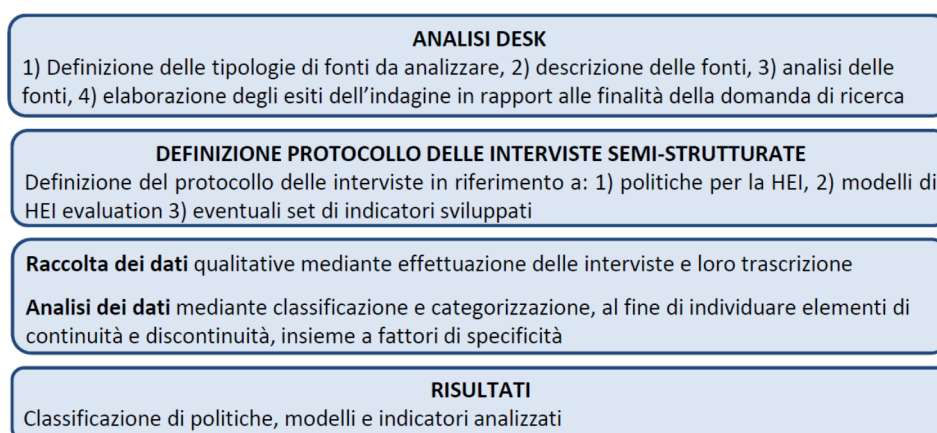 ANALISI DESK
1) Definizione delle tipologie di fonti da analizzare, 2) descrizione delle fonti, 3) analisi delle
fonti, 4) elaborazione degli esiti dell’indagine in rapport alle finalità della domanda di ricerca
DEFINIZIONE PROTOCOLLO DELLE INTERVISTE SEMI-STRUTTURATE
Definizione del protocollo delle interviste in riferimento a: 1) politiche per la HEI, 2) modelli di
HEI evaluation 3) eventuali set di indicatori sviluppati
Raccolta dei dati qualitative mediante effettuazione delle interviste e loro trascrizione
Analisi dei dati mediante classificazione e categorizzazione, al fine di individuare elementi di
continuità e discontinuità, insieme a fattori di specificità
RISULTATI
Classificazione di politiche, modelli e indicatori analizzati